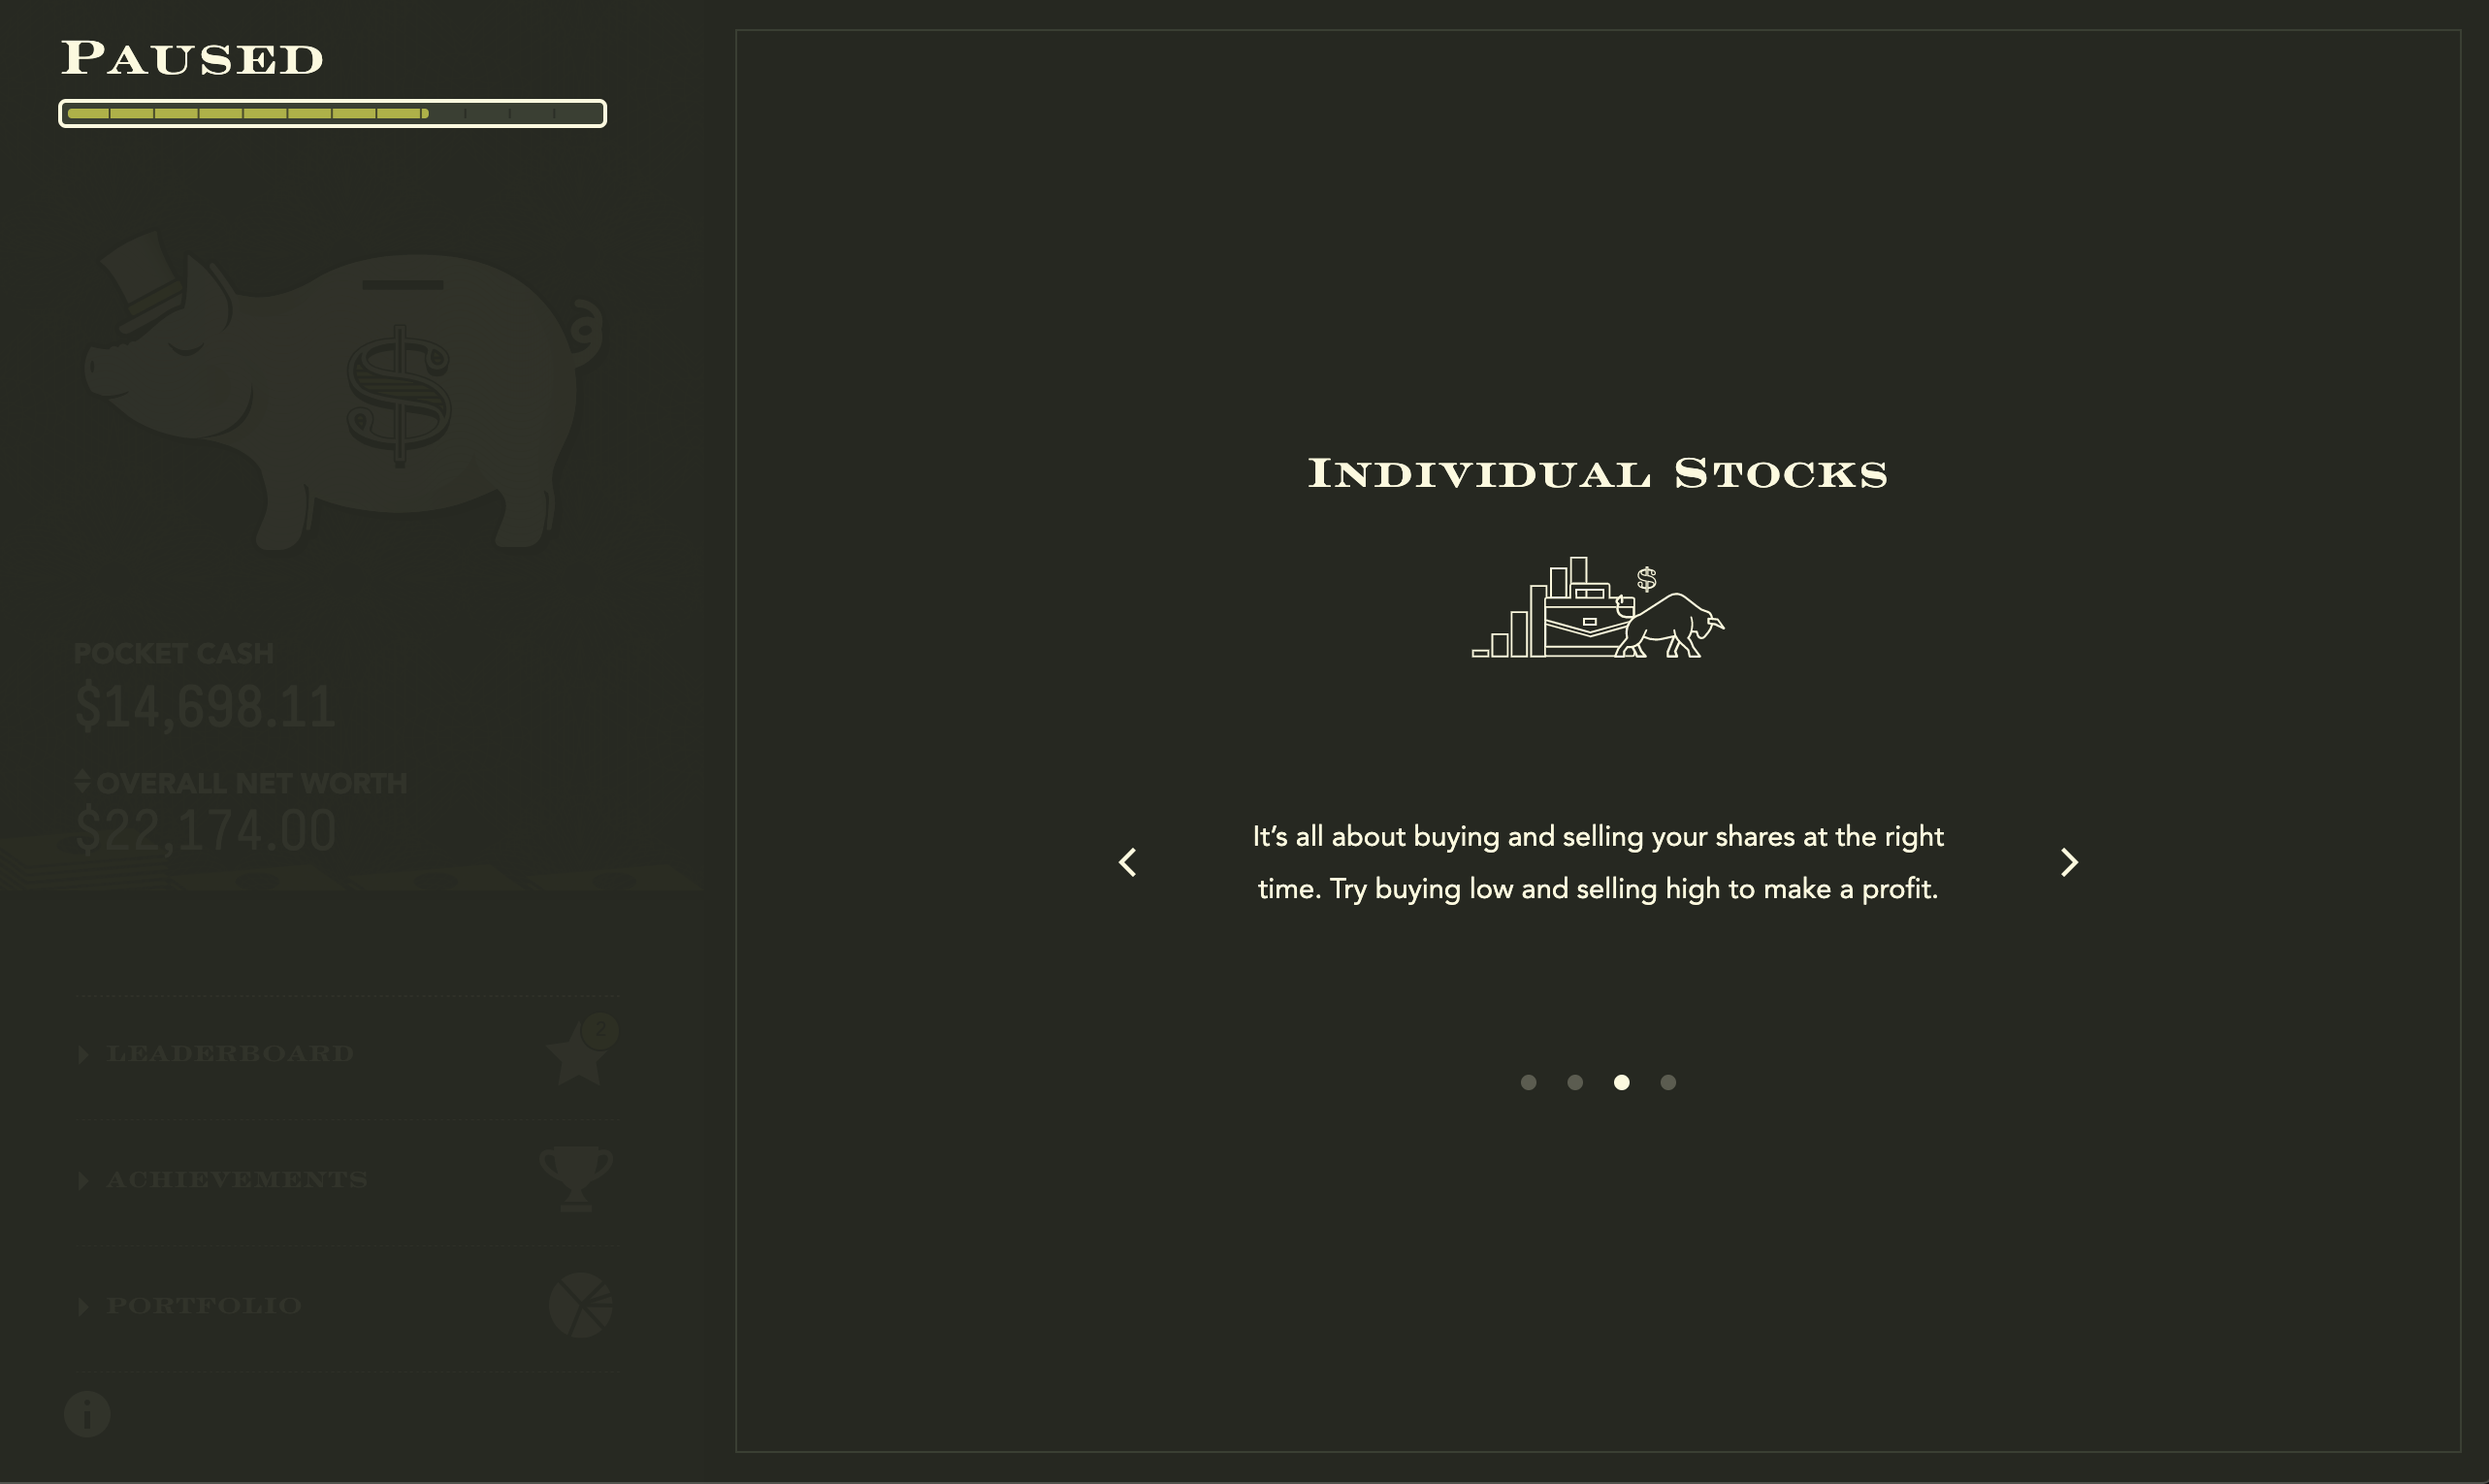 PAUSED
POCKET CASH
$14,698.11
OVERALL NET WORTH
$22,174.00
LEADERBOARD
2
ACHIEVEMENTS
PORTFOLIO
INDIVIDUAL STOCKS
It’s all about buying and selling your shares at the right
time. Try buying low and selling high to make a profit.